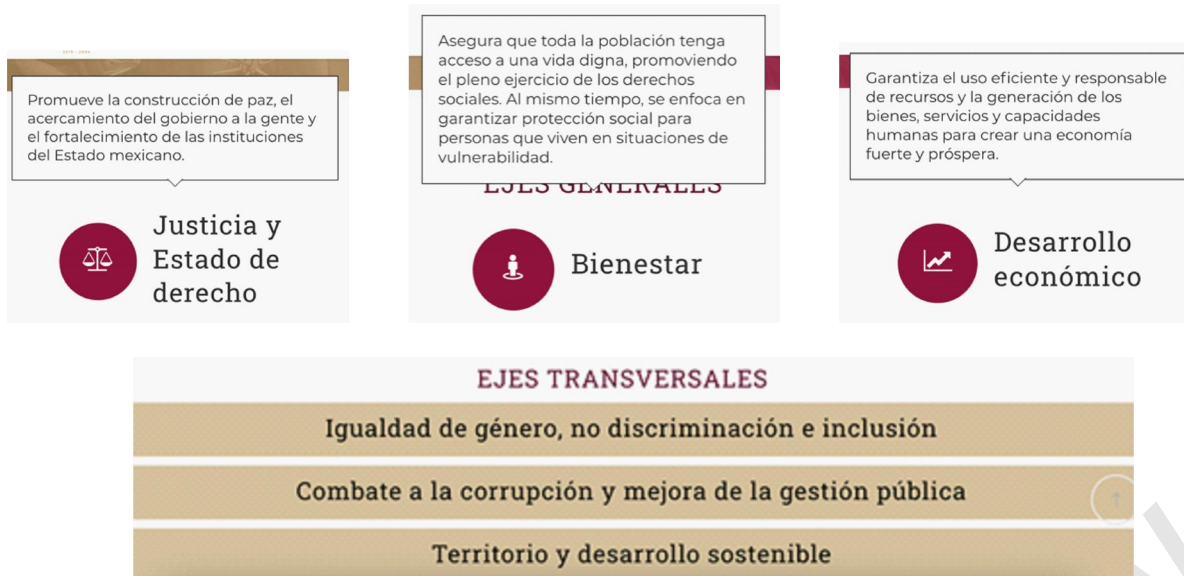 Promueve la construcción de paz, el
acercamiento del gobierno a la gente y
el fortalecimiento de las instituciones
del Estado mexicano.
Justicia y
Estado de
derecho
Asegura que toda la población tenga
acceso a una vida digna, promoviendo
el pleno ejercicio de los derechos
sociales. Al mismo tiempo, se enfoca en
garantizar protección social para
personas que viven en situaciones de
vulnerabilidad.
EJES GENERALES
Bienestar
Garantiza el uso eficiente y responsable
de recursos y la generación de los
bienes, servicios y capacidades
humanas para crear una economía
fuerte y próspera.
Desarrollo
económico
EJES TRANSVERSALES
Igualdad de género, no discriminación e inclusión
Combate a la corrupción y mejora de la gestión pública
Territorio y desarrollo sostenible